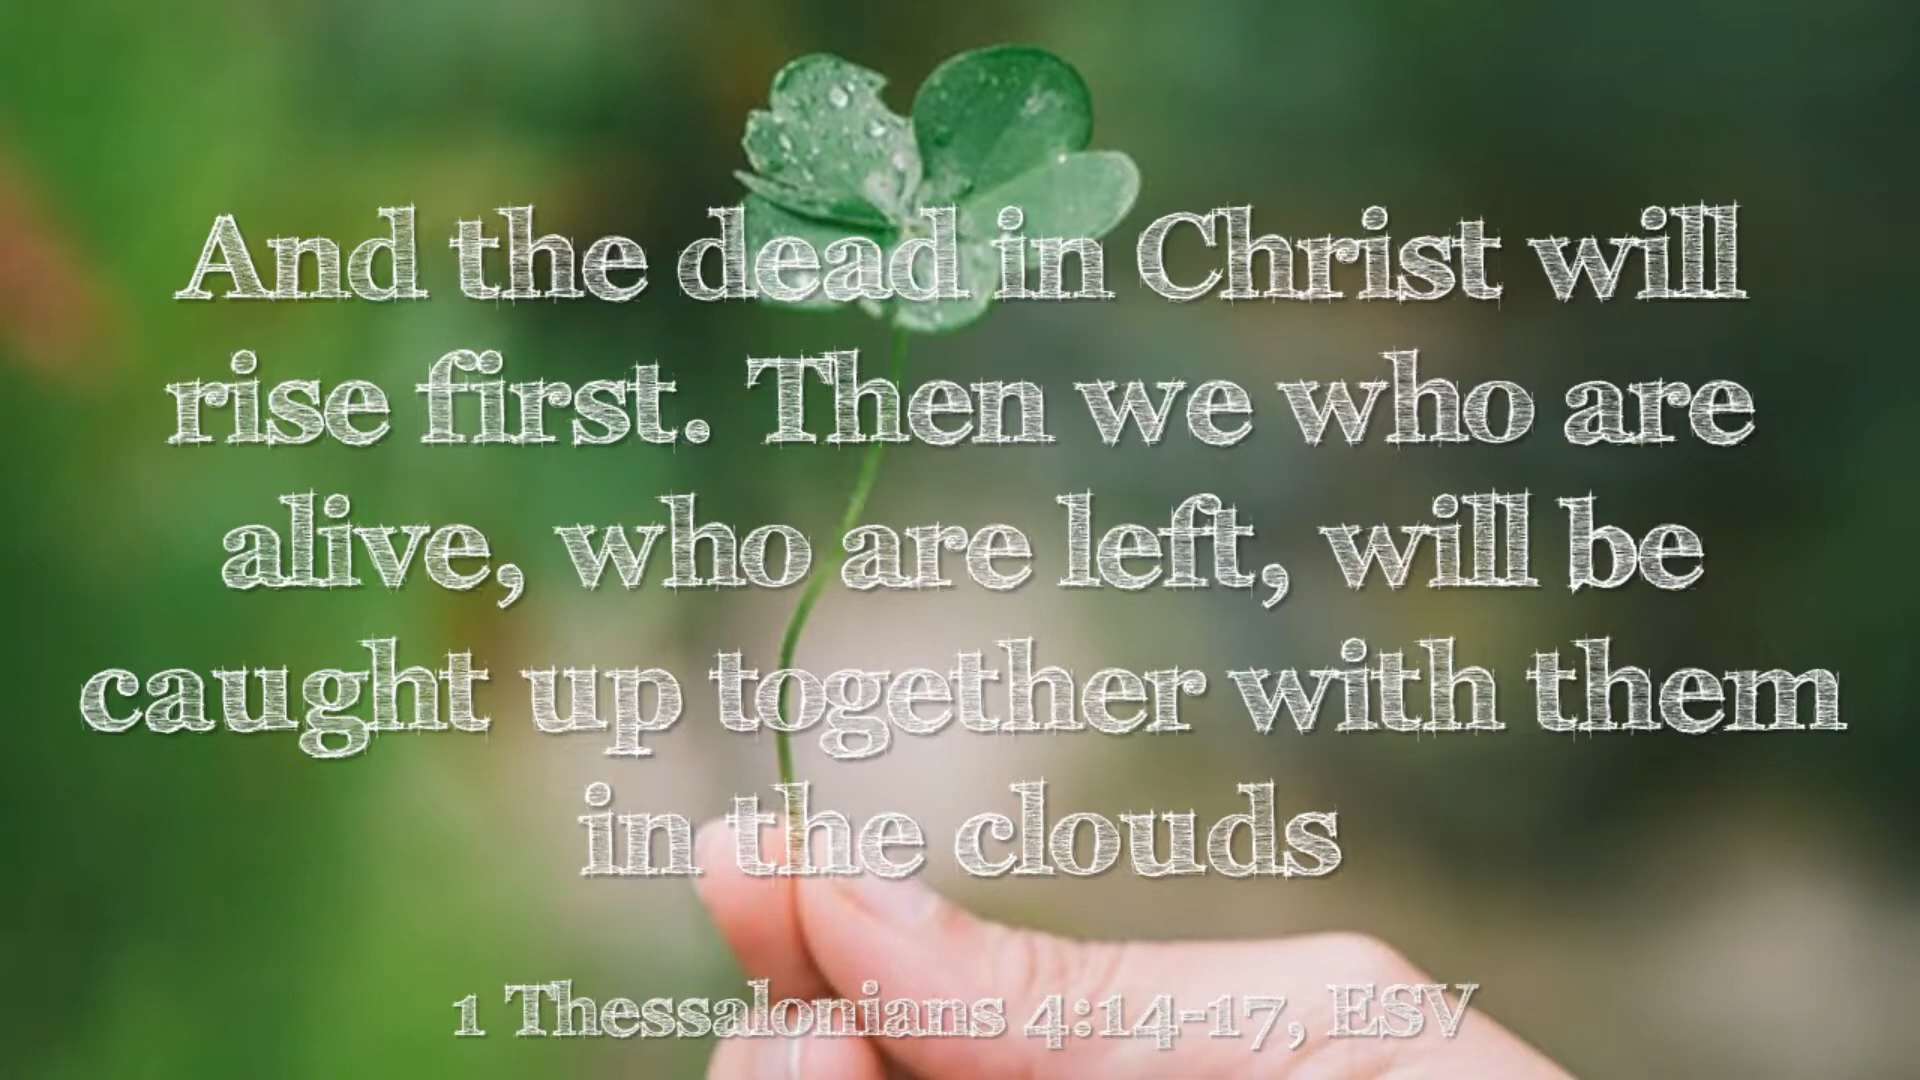 And the dead in Christ will
rise first. Then we who are
alive, who are left, will be
caught up together with them
in the clouds
1 Thessalonians 4:14-17, ESV